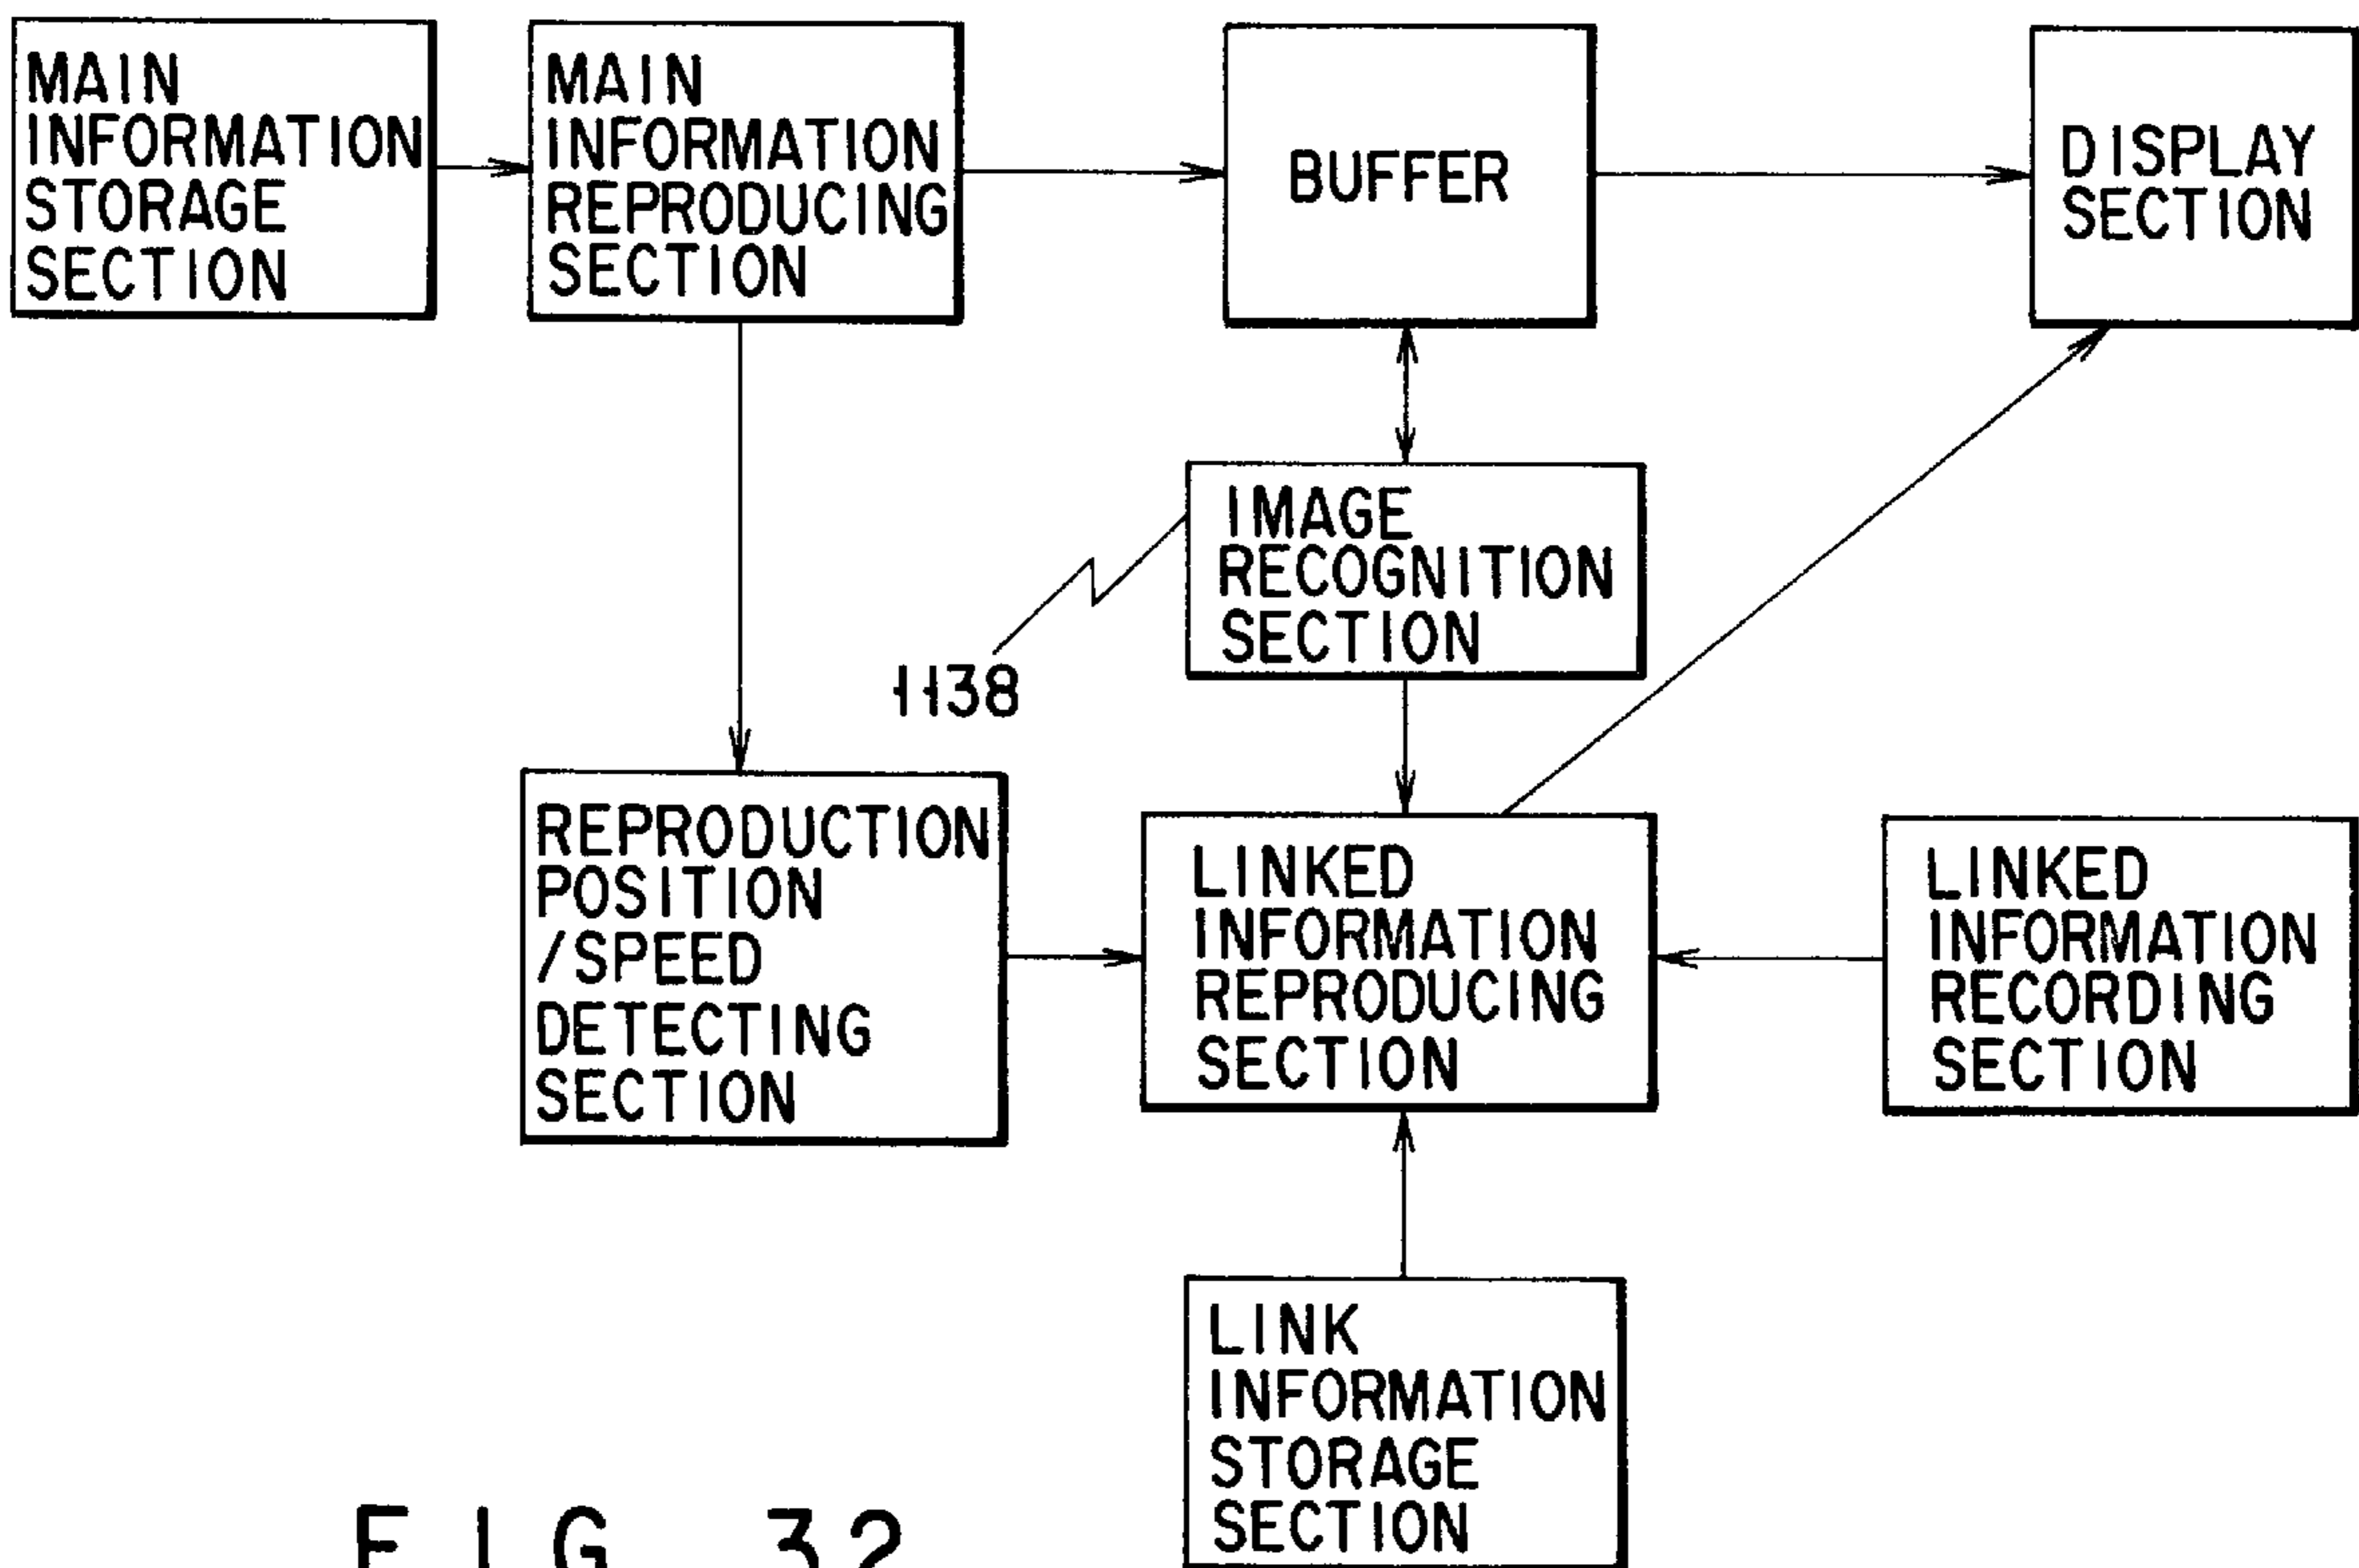 MAIN
INFORMATION
STORAGE
SECTION
MAIN
INFORMATION
REPRODUCING
SECTION
BUFFER
DISPLAY
SECTION
IMAGE
RECOGNITION
SECTION
1138
REPRODUCTION
POSITION
/SPEED
DETECTING
SECTION
LINKED
INFORMATION
REPRODUCING
SECTION
LINKED
INFORMATION
RECORDING
SECTION
LINK
INFORMATION
STORAGE
SECTION
FIG 32